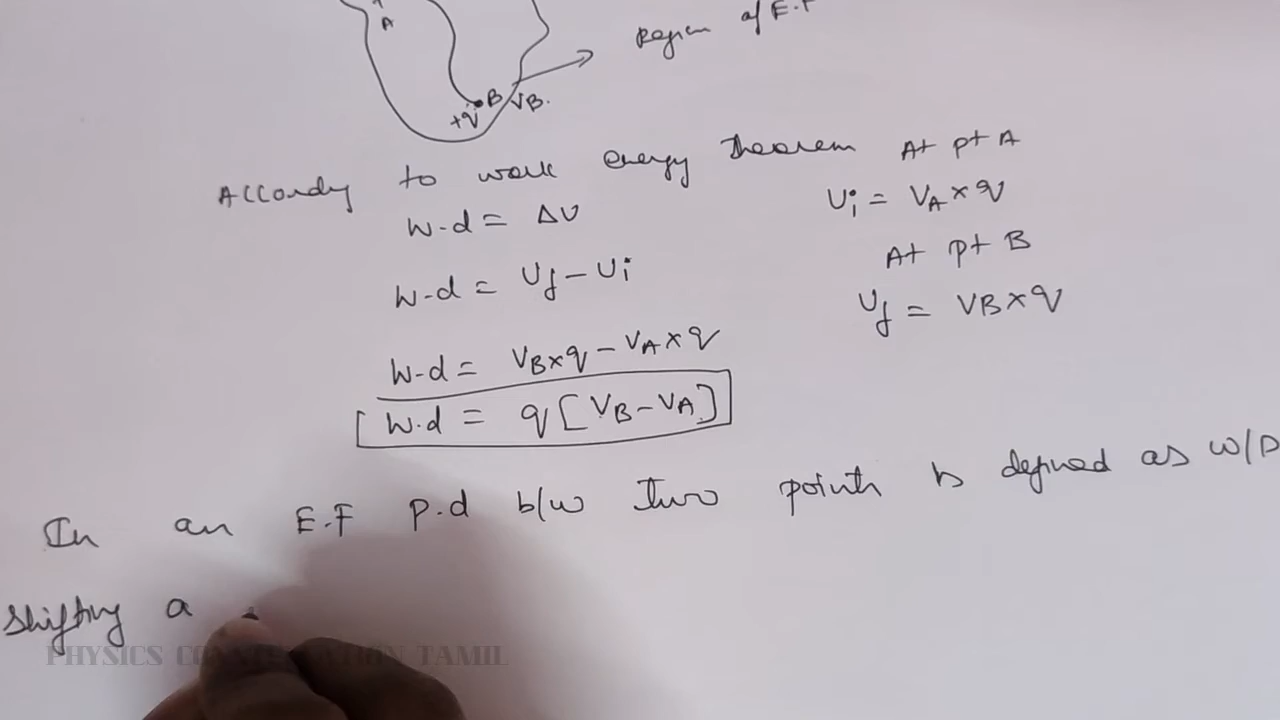 A
Region of E.F
B VB.
+q
According to work energy theorem
At pt A
W.d = ΔU
Ui = VA × q
At pt B
W.d = Uf - Ui
Uf = VB × q
W.d = VB×q - VA×q
W.d = q[VB-VA]
In an E.F P.d b/w two points is defined as W/D
Shifting a
PHYSICS TAMIL